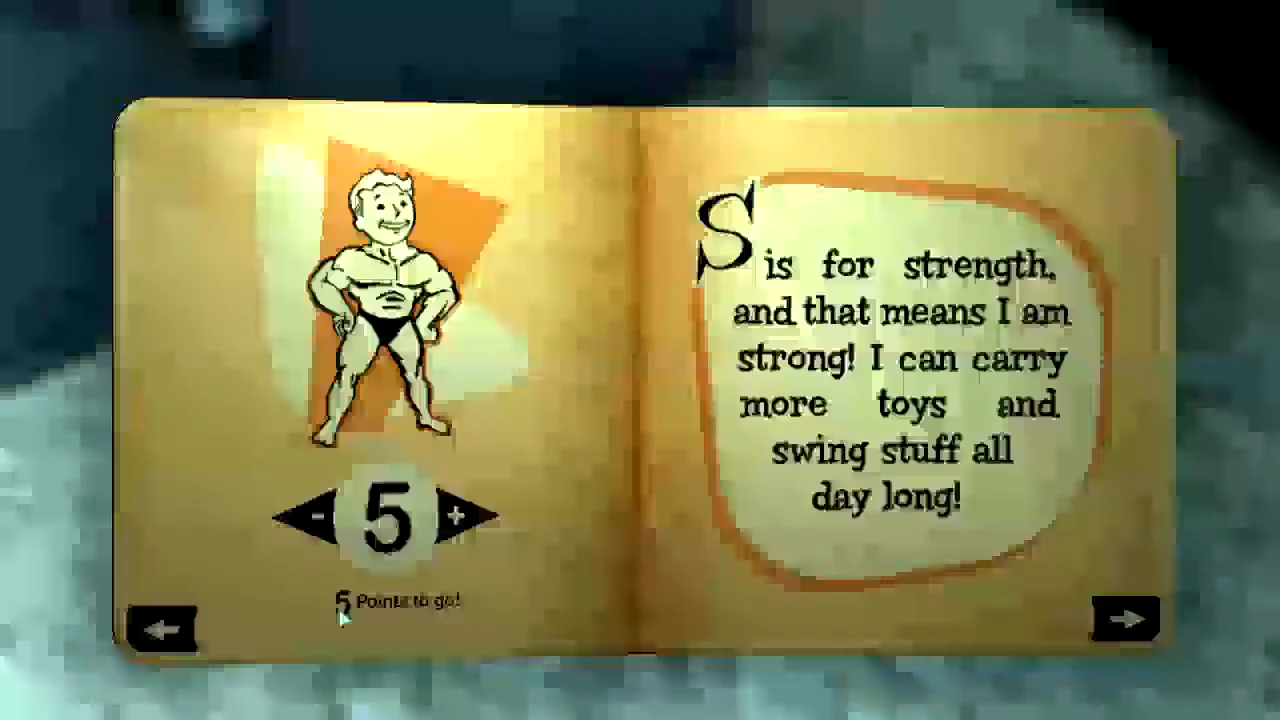 S is for strength,
and that means I am
strong! I can carry
more toys and
swing stuff all
day long!
- 5 +
5 Points to go!